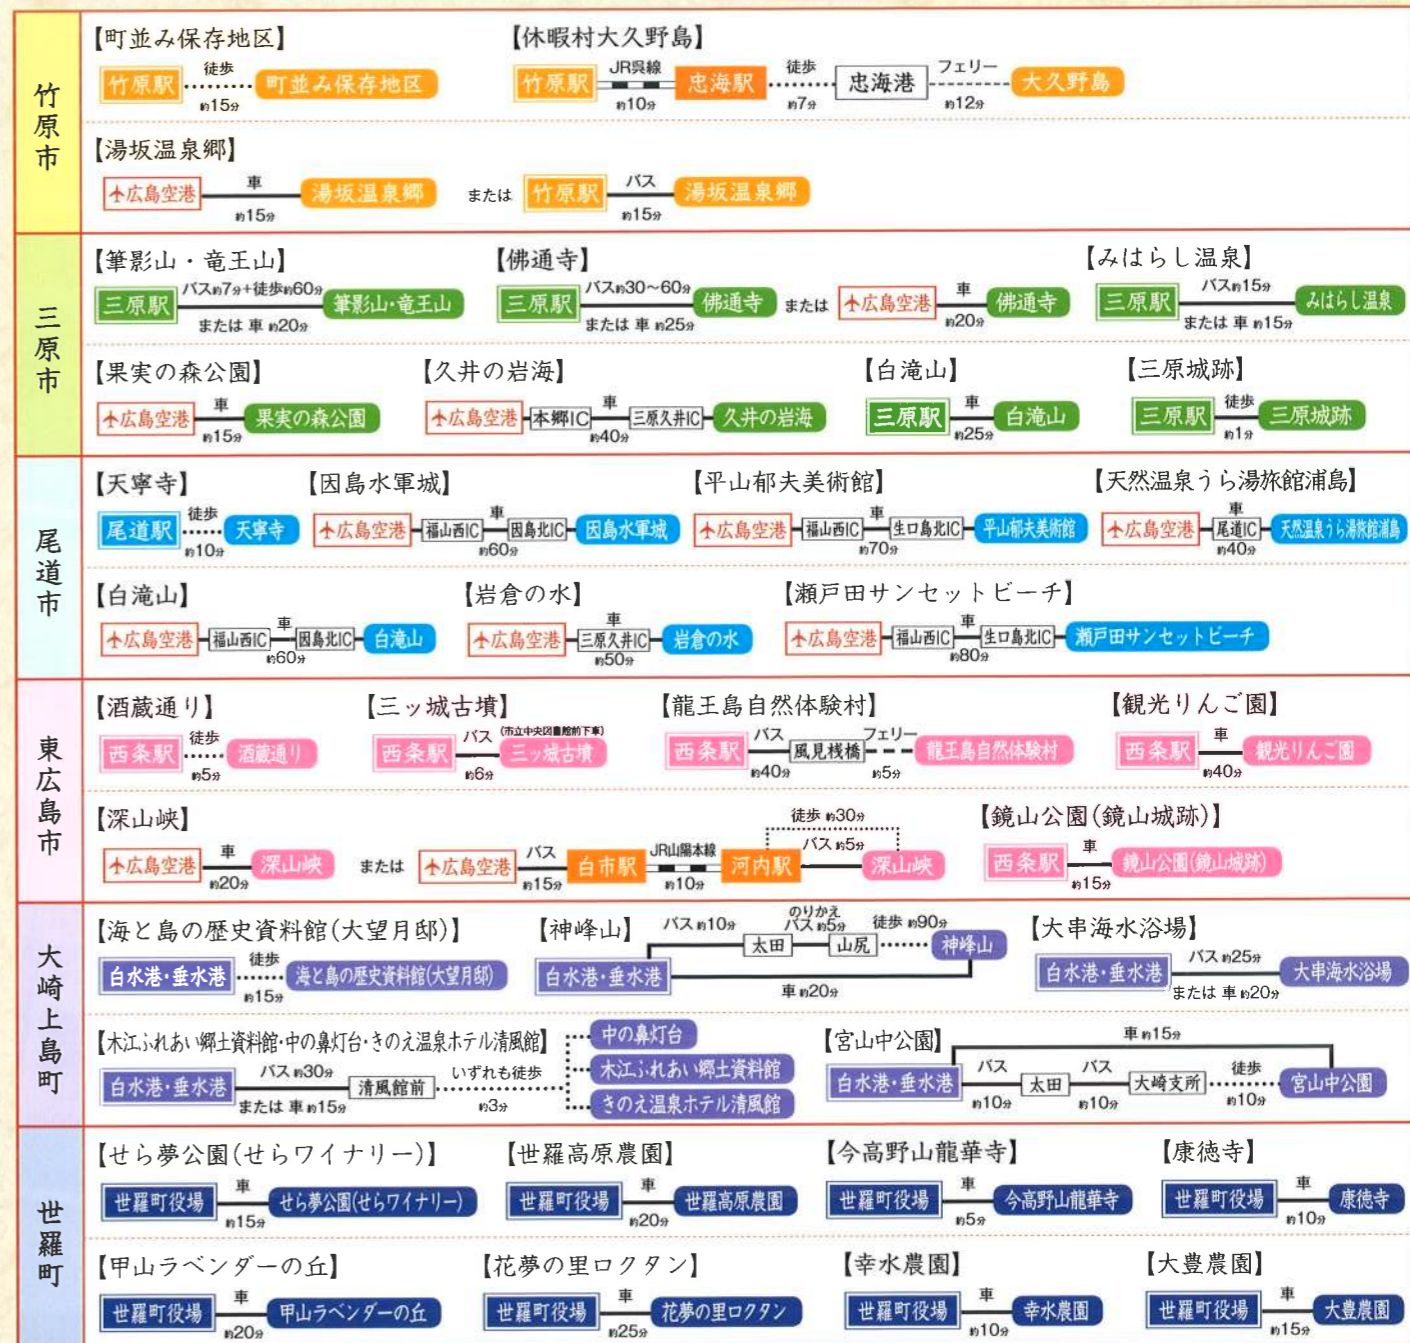 竹原市
【町並み保存地区】
竹原駅 徒歩 約15分 町並み保存地区
【休暇村大久野島】
竹原駅 JR呉線 約10分 忠海駅 徒歩 約7分 忠海港 フェリー 約12分 大久野島
【湯坂温泉郷】
広島空港 車 約15分 湯坂温泉郷 または 竹原駅 バス 約15分 湯坂温泉郷
三原市
【筆影山・竜王山】
三原駅 バス約7分+徒歩約60分 または 車 約20分 筆影山・竜王山
【佛通寺】
三原駅 バス約30～60分 または 車 約25分 佛通寺 または 広島空港 車 約20分 佛通寺
【みはらし温泉】
三原駅 バス約15分 または 車 約15分 みはらし温泉
【果実の森公園】
広島空港 車 約15分 果実の森公園
【久井の岩海】
広島空港 本郷IC 車 約40分 三原久井IC 久井の岩海
【白滝山】
三原駅 車 約25分 白滝山
【三原城跡】
三原駅 徒歩 約1分 三原城跡
尾道市
【天寧寺】
尾道駅 徒歩 約10分 天寧寺
【因島水軍城】
広島空港 福山西IC 車 約60分 因島北IC 因島水軍城
【平山郁夫美術館】
広島空港 福山西IC 車 約70分 生口島北IC 平山郁夫美術館
【天然温泉うら湯旅館浦島】
広島空港 車 尾道IC 約40分 天然温泉うら湯旅館浦島
【白滝山】
広島空港 福山西IC 車 約60分 因島北IC 白滝山
【岩倉の水】
広島空港 車 三原久井IC 約50分 岩倉の水
【瀬戸田サンセットビーチ】
広島空港 福山西IC 車 約80分 生口島北IC 瀬戸田サンセットビーチ
東広島市
【酒蔵通り】
西条駅 徒歩 約5分 酒蔵通り
【三ッ城古墳】
西条駅 バス (市立中央図書館前下車) 約6分 三ッ城古墳
【龍王島自然体験村】
西条駅 バス 約40分 風見桟橋 フェリー 約5分 龍王島自然体験村
【観光りんご園】
西条駅 車 約40分 観光りんご園
【深山峡】
広島空港 車 約20分 深山峡 または 広島空港 バス 約15分 白市駅 JR山陽本線 約10分 河内駅 徒歩 約30分 バス 約5分 深山峡
【鏡山公園(鏡山城跡)】
西条駅 車 約15分 鏡山公園(鏡山城跡)
大崎上島町
【海と島の歴史資料館(大望月邸)】
白水港・垂水港 徒歩 約15分 海と島の歴史資料館(大望月邸)
【神峰山】
白水港・垂水港 バス 約10分 太田 のりかえ バス 約5分 山尻 徒歩 約90分 神峰山
車 約20分
【大串海水浴場】
白水港・垂水港 バス 約25分 または 車 約20分 大串海水浴場
【木江ふれあい郷土資料館・中の鼻灯台・きのえ温泉ホテル清風館】
白水港・垂水港 バス 約30分 または 車 約15分 清風館前 いずれも徒歩 約3分
中の鼻灯台
木江ふれあい郷土資料館
きのえ温泉ホテル清風館
【宮山中公園】
車 約15分
白水港・垂水港 バス 約10分 太田 バス 約10分 大崎支所 徒歩 約10分 宮山中公園
世羅町
【せら夢公園(せらワイナリー)】
世羅町役場 車 約15分 せら夢公園(せらワイナリー)
【世羅高原農園】
世羅町役場 車 約20分 世羅高原農園
【今高野山龍華寺】
世羅町役場 車 約5分 今高野山龍華寺
【康徳寺】
世羅町役場 車 約10分 康徳寺
【甲山ラベンダーの丘】
世羅町役場 車 約20分 甲山ラベンダーの丘
【花夢の里ロクタン】
世羅町役場 車 約25分 花夢の里ロクタン
【幸水農園】
世羅町役場 車 約10分 幸水農園
【大豊農園】
世羅町役場 車 約15分 大豊農園